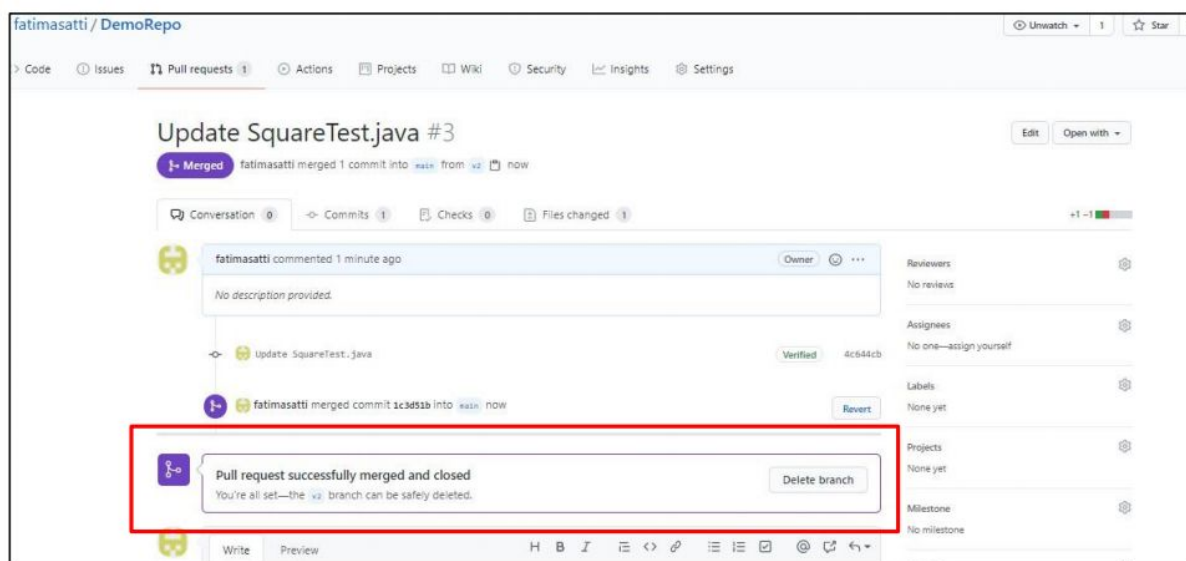 fatimasatti / DemoRepo
Unwatch 1 Star
Code Issues Pull requests 1 Actions Projects Wiki Security Insights Settings
Update SquareTest.java #3
Edit Open with
Merged fatimasatti merged 1 commit into main from v2 now
Conversation 0 Commits 1 Checks 0 Files changed 1 +1 −1
fatimasatti commented 1 minute ago Owner ...
Reviewers
No reviews
No description provided.
Assignees
No one—assign yourself
Update SquareTest.java Verified 4c644cb
Labels
None yet
fatimasatti merged commit 1c3d51b into main now Revert
Projects
None yet
Pull request successfully merged and closed
You're all set—the v2 branch can be safely deleted.
Delete branch
Milestone
No milestone
Write Preview H B I